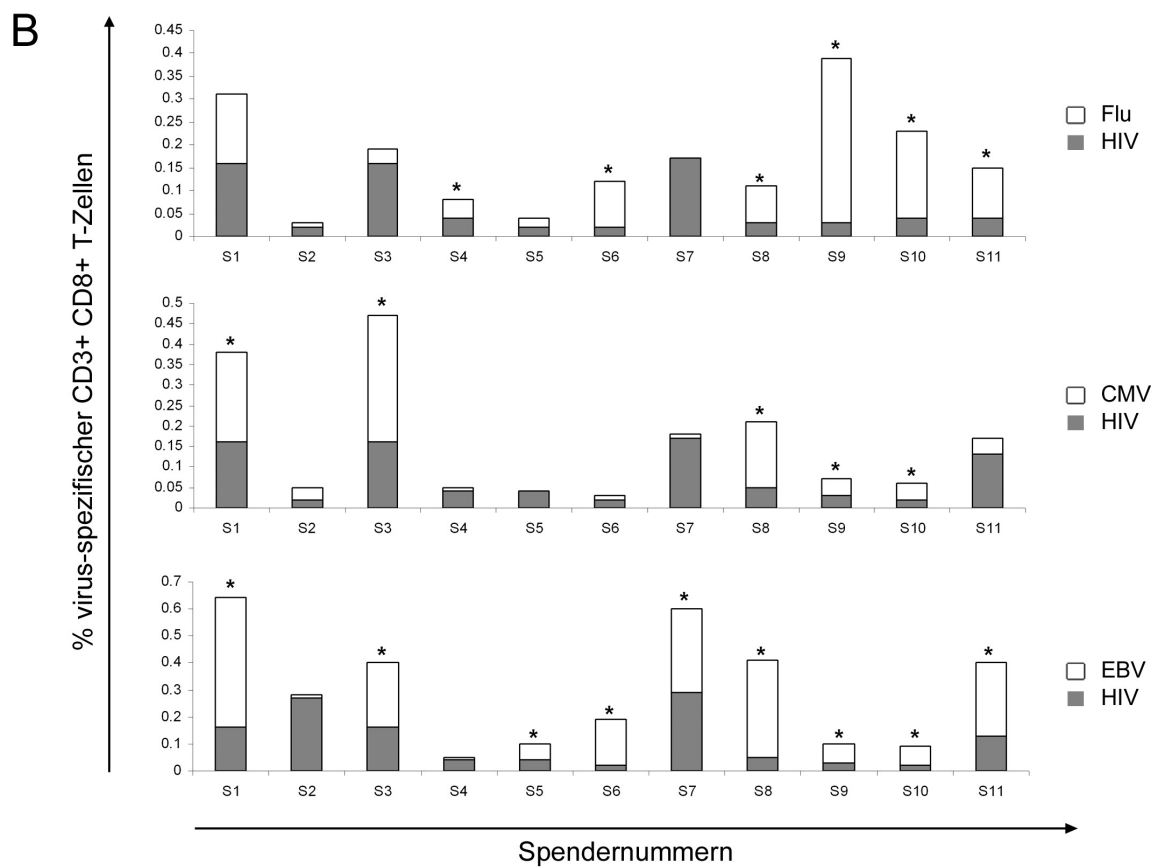 B
% virus-spezifischer CD3+ CD8+ T-Zellen
0.45
0.4
0.35
0.3
0.25
0.2
0.15
0.1
0.05
0
* * * * * *
S1 S2 S3 S4 S5 S6 S7 S8 S9 S10 S11
Flu
HIV
0.5
0.45
0.4
0.35
0.3
0.25
0.2
0.15
0.1
0.05
0
* * * * *
S1 S2 S3 S4 S5 S6 S7 S8 S9 S10 S11
CMV
HIV
0.7
0.6
0.5
0.4
0.3
0.2
0.1
0
* * * * * * * * *
S1 S2 S3 S4 S5 S6 S7 S8 S9 S10 S11
EBV
HIV
Spendernummern